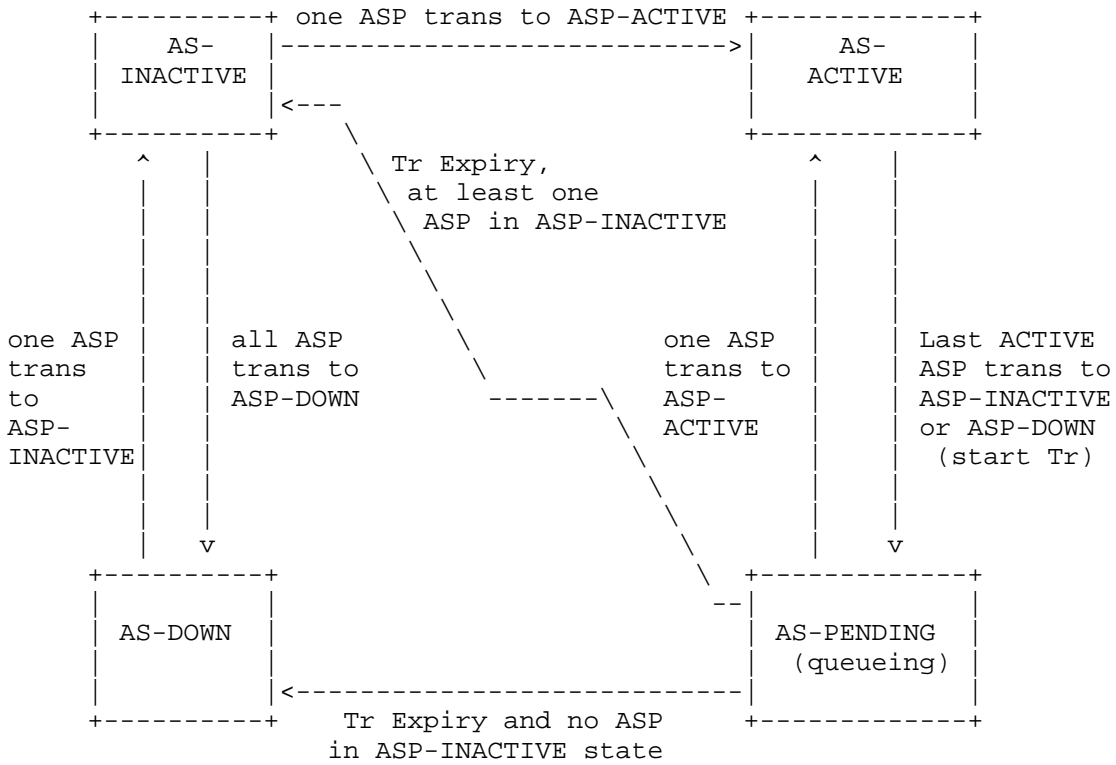 one ASP trans to ASP-ACTIVE
AS-
INACTIVE
AS-
ACTIVE
Tr Expiry,
at least one
ASP in ASP-INACTIVE
one ASP
trans
to
ASP-
INACTIVE
all ASP
trans to
ASP-DOWN
one ASP
trans to
ASP-
ACTIVE
Last ACTIVE
ASP trans to
ASP-INACTIVE
or ASP-DOWN
(start Tr)
AS-DOWN
AS-PENDING
(queueing)
Tr Expiry and no ASP
in ASP-INACTIVE state